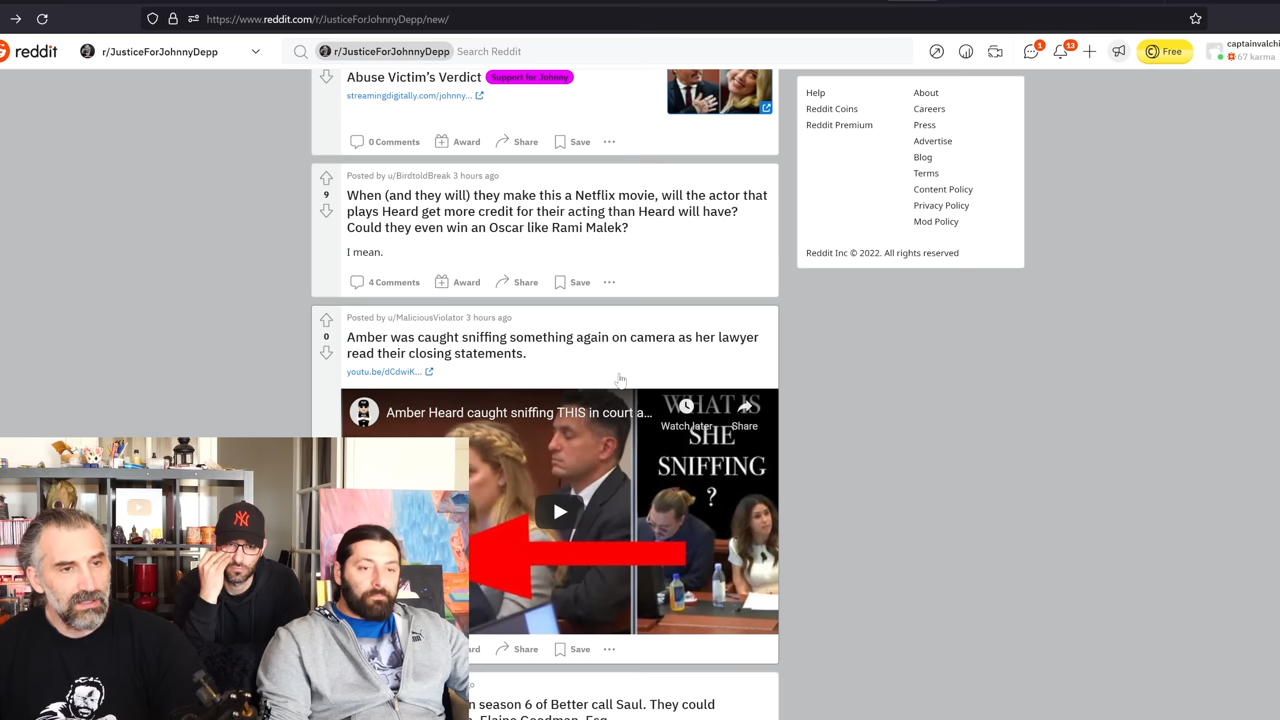 https://www.reddit.com/r/JusticeForJohnnyDepp/new/
reddit
r/JusticeForJohnnyDepp
r/JusticeForJohnnyDepp Search Reddit
1
13
Free
captainvalchi
67 karma
Abuse Victim's Verdict Support for Johnny
streamingdigitally.com/johnny...
0 Comments Award Share Save
Posted by u/BirdtoldBreak 3 hours ago
9
When (and they will) they make this a Netflix movie, will the actor that
plays Heard get more credit for their acting than Heard will have?
Could they even win an Oscar like Rami Malek?
I mean.
4 Comments Award Share Save
Posted by u/MaliciousViolator 3 hours ago
0
Amber was caught sniffing something again on camera as her lawyer
read their closing statements.
youtu.be/dCdwiK...
Amber Heard caught sniffing THIS in court a...
Watch later Share
WHAT IS
SHE
SNIFFING
?
ard Share Save
o
n season 6 of Better call Saul. They could
Elaine Goodman, Esq
Help
About
Reddit Coins
Careers
Reddit Premium
Press
Advertise
Blog
Terms
Content Policy
Privacy Policy
Mod Policy
Reddit Inc © 2022. All rights reserved
NY